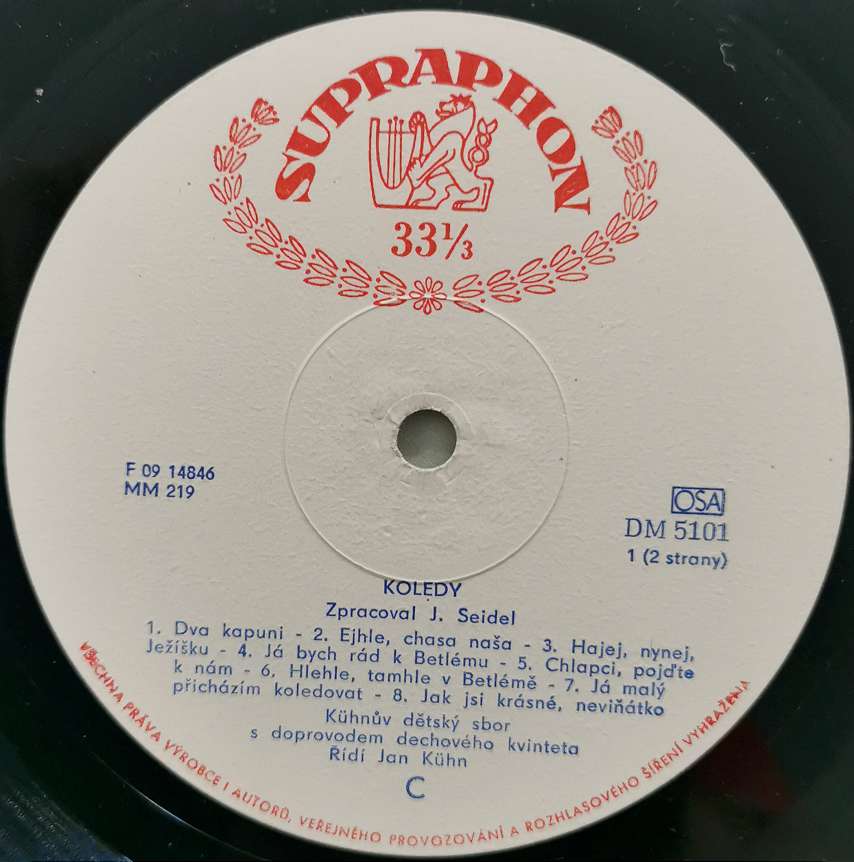 SUPRAPHON
33⅓
F 09 14846
MM 219
OSA
DM 5101
1 (2 strany)
KOLEDY
Zpracoval J. Seidel
1. Dva kapuni - 2. Ejhle, chasa naša - 3. Hajej, nynej,
Ježíšku - 4. Já bych rád k Betlému - 5. Chlapci, pojďte
k nám - 6. Hlehle, tamhle v Betlémě - 7. Já malý
přicházím koledovat - 8. Jak jsi krásné, neviňátko
Kühnův dětský sbor
s doprovodem dechového kvinteta
Řídí Jan Kühn
C
VŠECHNA PRÁVA VÝROBCE I AUTORŮ, VEŘEJNÉHO PROVOZOVÁNÍ A ROZHLASOVÉHO ŠÍŘENÍ VYHRAŽENA